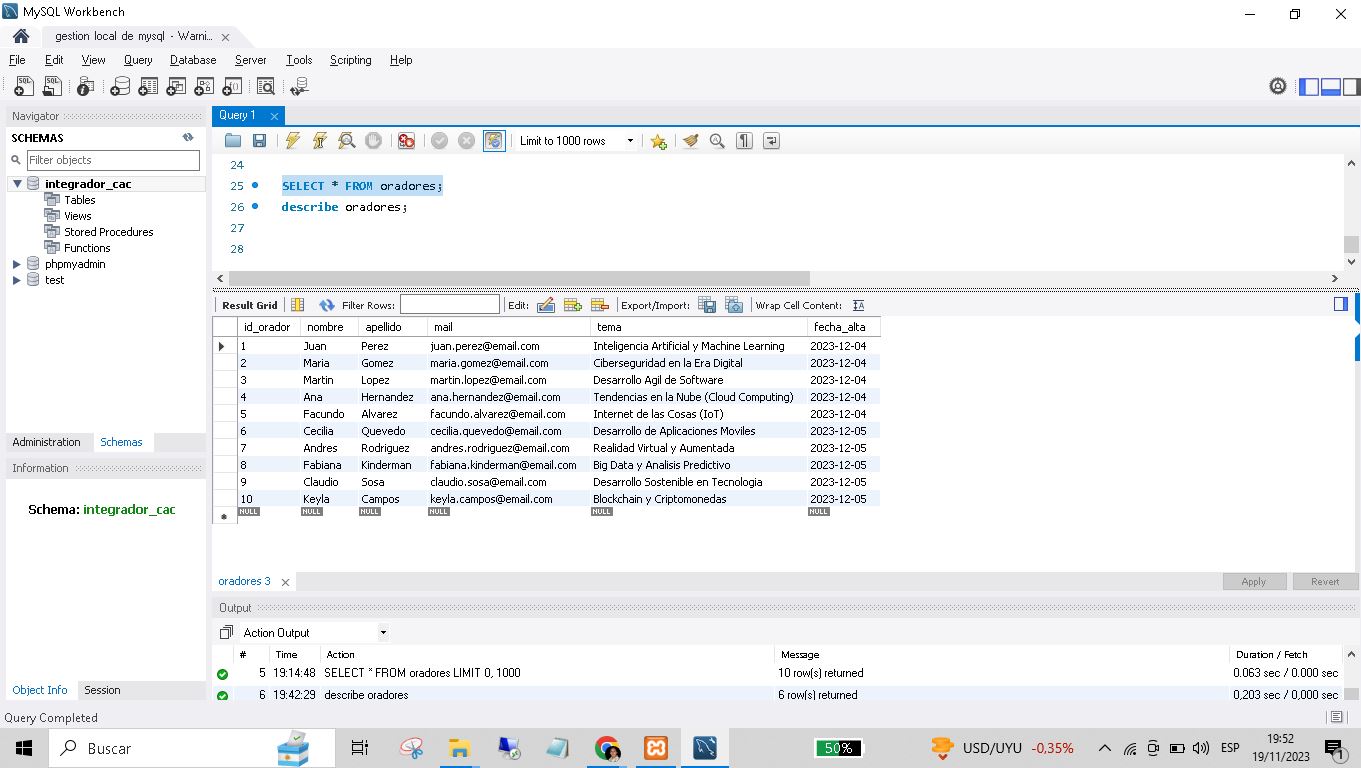 MySQL Workbench
gestion local de mysql - Warni...
File Edit View Query Database Server Tools Scripting Help
Navigator
SCHEMAS
Filter objects
integrador_cac
Tables
Views
Stored Procedures
Functions
phpmyadmin
test
Administration Schemas
Information
Schema: integrador_cac
Object Info Session
Query 1
Limit to 1000 rows
24
25 SELECT * FROM oradores;
26 describe oradores;
27
28
Result Grid Filter Rows: Edit: Export/Import: Wrap Cell Content:
id_orador nombre apellido mail tema fecha_alta
1 Juan Perez juan.perez@email.com Inteligencia Artificial y Machine Learning 2023-12-04
2 Maria Gomez maria.gomez@email.com Ciberseguridad en la Era Digital 2023-12-04
3 Martin Lopez martin.lopez@email.com Desarrollo Agil de Software 2023-12-04
4 Ana Hernandez ana.hernandez@email.com Tendencias en la Nube (Cloud Computing) 2023-12-04
5 Facundo Alvarez facundo.alvarez@email.com Internet de las Cosas (IoT) 2023-12-04
6 Cecilia Quevedo cecilia.quevedo@email.com Desarrollo de Aplicaciones Moviles 2023-12-05
7 Andres Rodriguez andres.rodriguez@email.com Realidad Virtual y Aumentada 2023-12-05
8 Fabiana Kinderman fabiana.kinderman@email.com Big Data y Analisis Predictivo 2023-12-05
9 Claudio Sosa claudio.sosa@email.com Desarrollo Sostenible en Tecnologia 2023-12-05
10 Keyla Campos keyla.campos@email.com Blockchain y Criptomonedas 2023-12-05
NULL NULL NULL NULL NULL NULL
oradores 3
Apply Revert
Output
Action Output
# Time Action Message Duration / Fetch
5 19:14:48 SELECT * FROM oradores LIMIT 0, 1000 10 row(s) returned 0.063 sec / 0.000 sec
6 19:42:29 describe oradores 6 row(s) returned 0,203 sec / 0,000 sec
Query Completed
Buscar
50%
USD/UYU -0,35%
ESP
19:52
19/11/2023
1